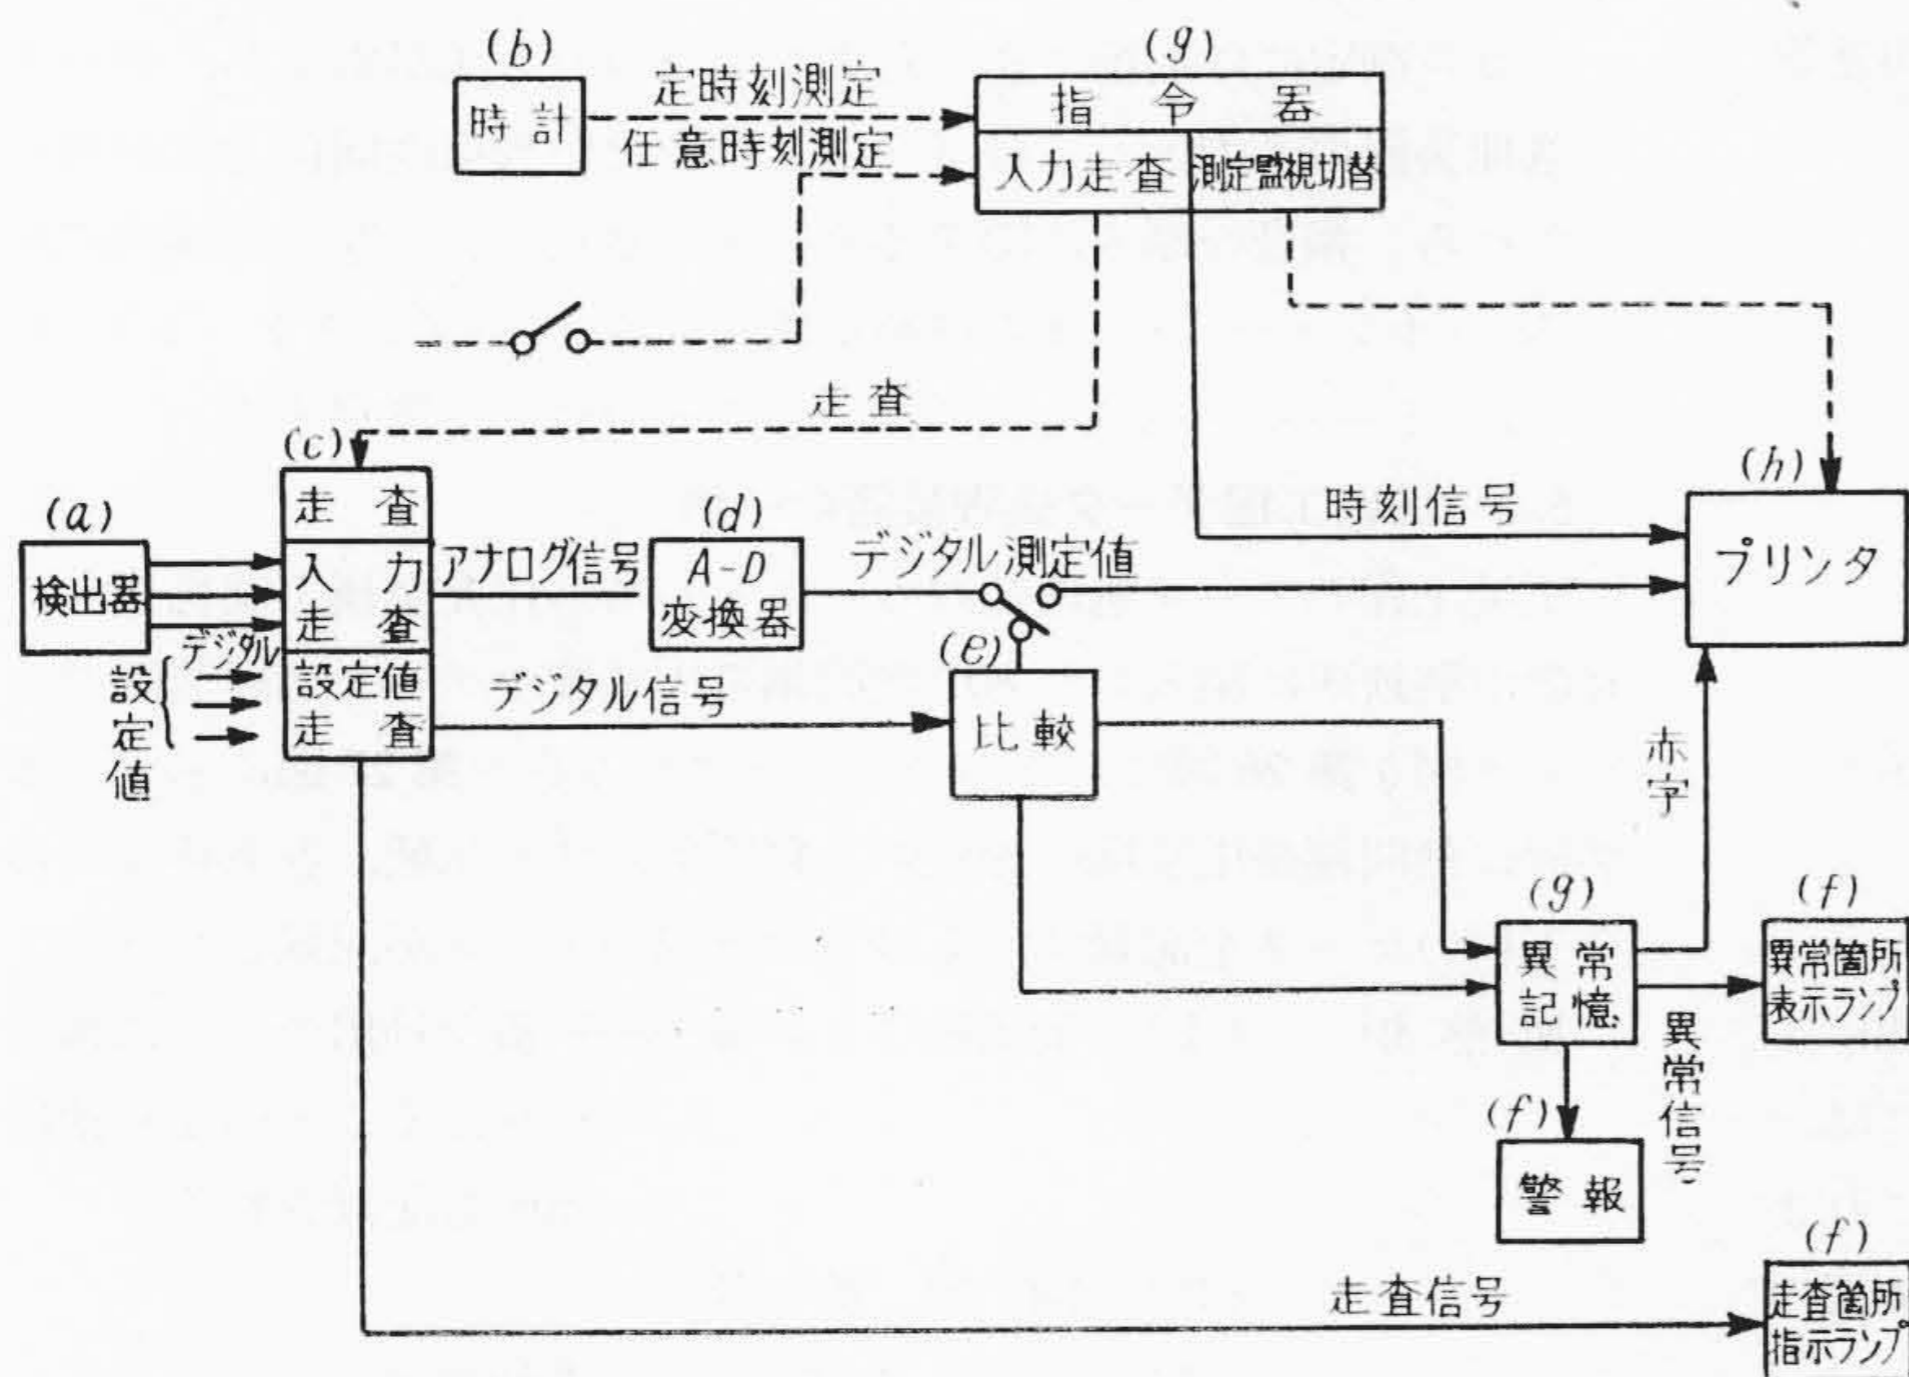 (b)
時計
定時刻測定
任意時刻測定
(g)
指令器
入力走査
測定監視切替
走査
(a)
検出器
(c)
走査
入力
走査
設定値
走査
デジタル
設定値
アナログ信号
(d)
A-D
変換器
デジタル測定値
時刻信号
(h)
プリンタ
デジタル信号
(e)
比較
赤字
(g)
異常
記憶
異常信号
(f)
異常箇所
表示ランプ
(f)
警報
走査信号
(f)
走査箇所
指示ランプ